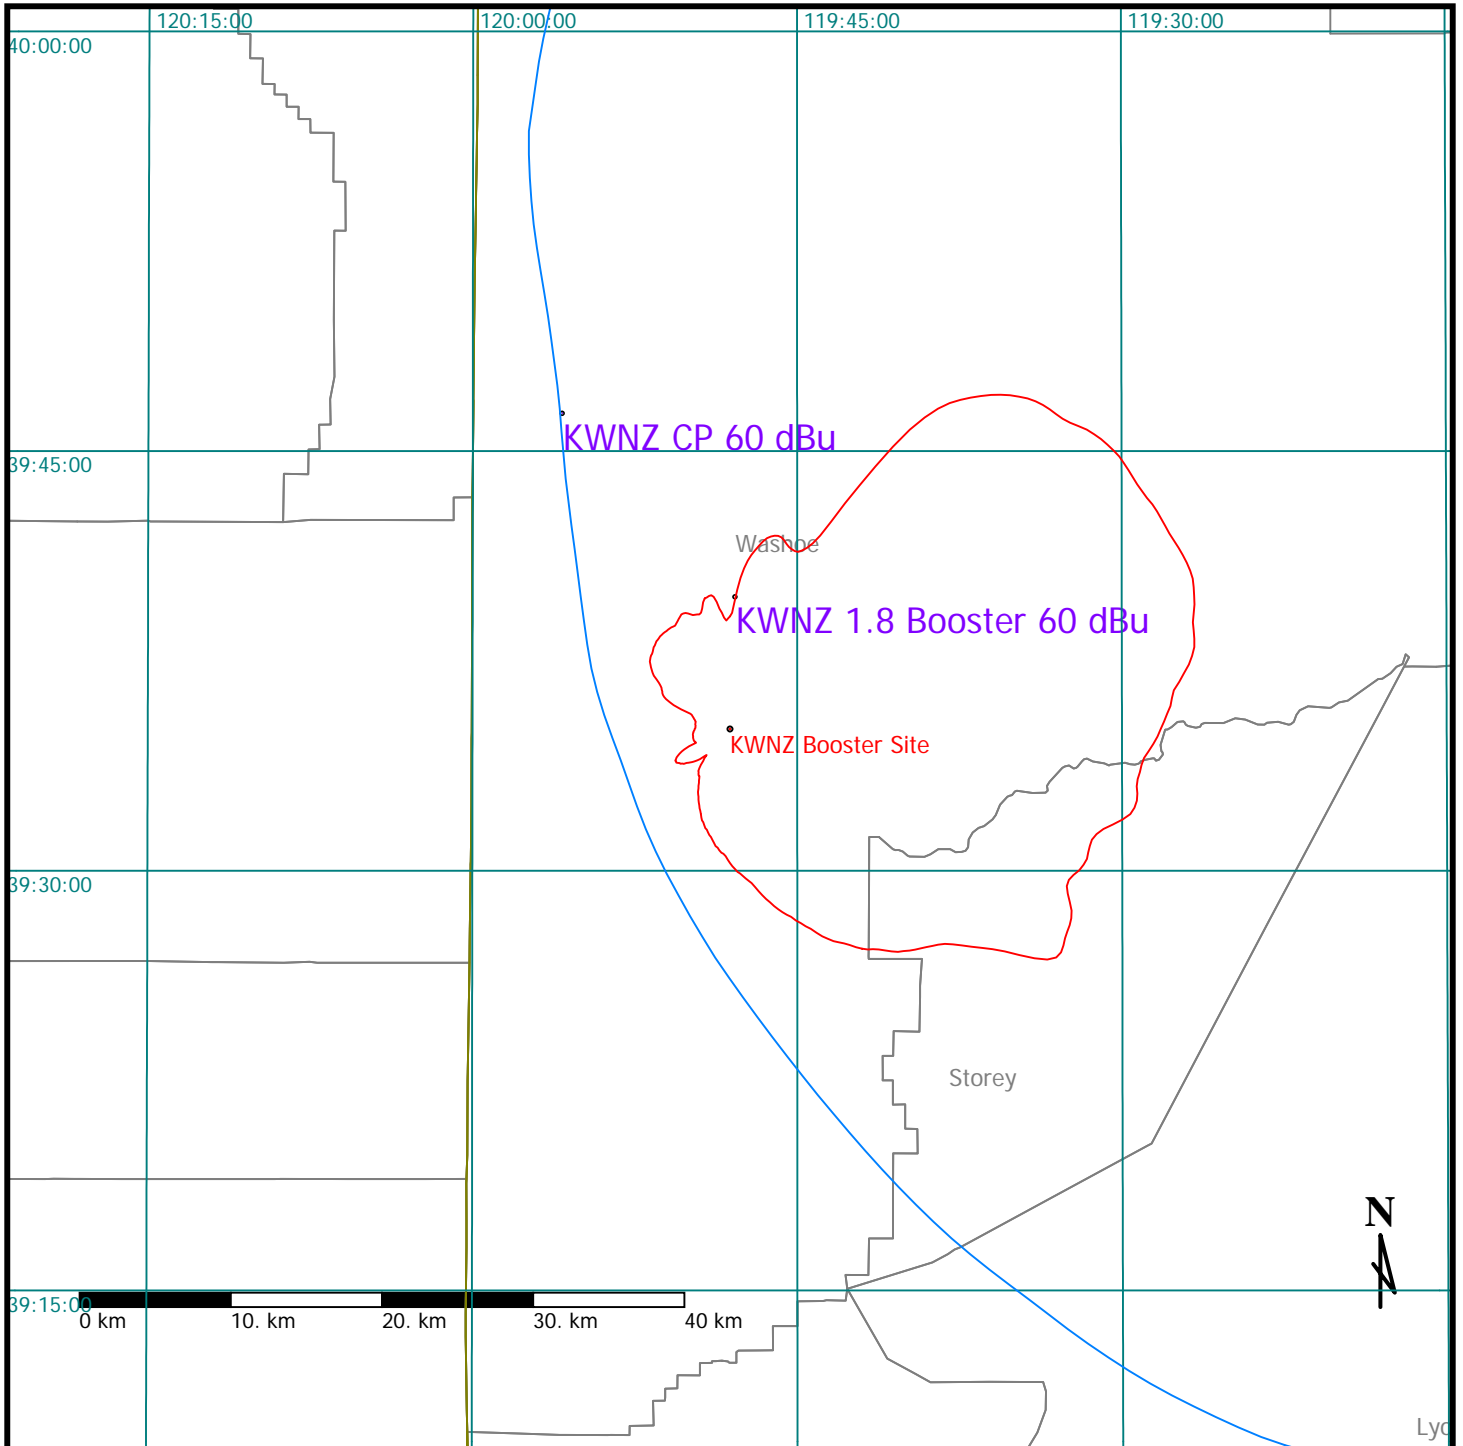 120:15:00
120:00:00
119:45:00
119:30:00
40:00:00
KWNZ CP 60 dBu
39:45:00
Washoe
KWNZ 1.8 Booster 60 dBu
KWNZ Booster Site
39:30:00
Storey
N
39:15:00
0 km
10. km
20. km
30. km
40 km
Lyo